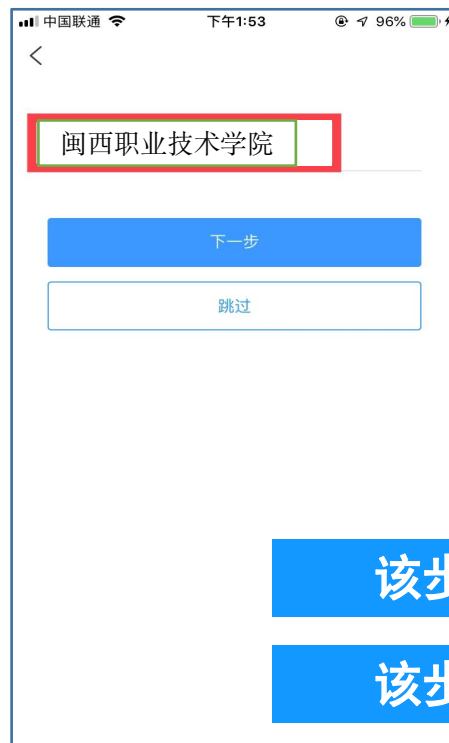 中国联通 下午1:53 96%
闽西职业技术学院
下一步
跳过
该步
该步